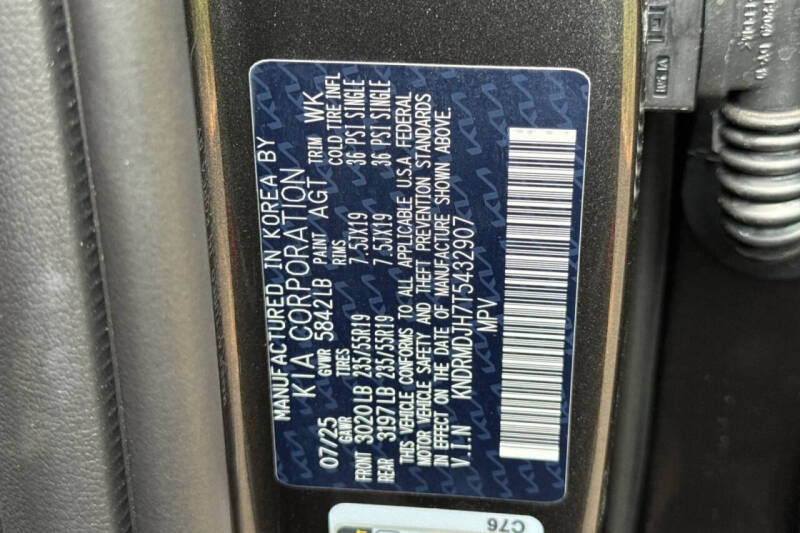 MANUFACTURED IN KOREA BY
KIA CORPORATION
07/25 GVWR 5842LB PAINT AGT TRIM WK
GAWR TIRES RIMS COLD TIRE INFL
FRONT 3020LB 235/55R19 7.5JX19 36 PSI SINGLE
REAR 3197LB 235/55R19 7.5JX19 36 PSI SINGLE
THIS VEHICLE CONFORMS TO ALL APPLICABLE U.S.A FEDERAL
MOTOR VEHICLE SAFETY AND THEFT PREVENTION STANDARDS
IN EFFECT ON THE DATE OF MANUFACTURE SHOWN ABOVE.
V.I.N KNDRMDJH7T5432907
MPV
C76